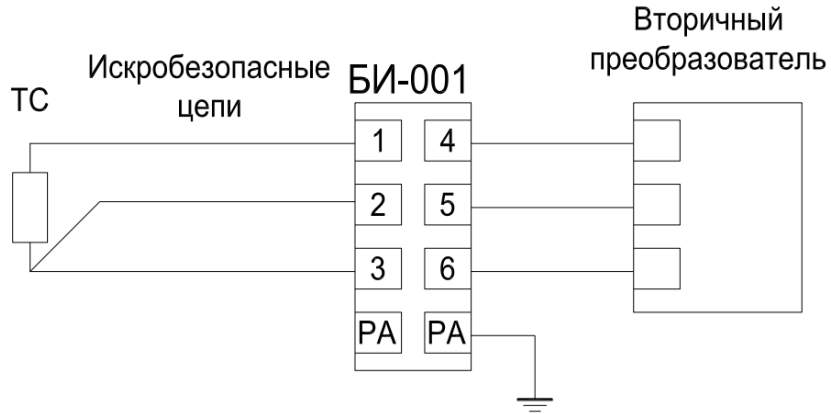 Вторичный
преобразователь
Искробезопасные
цепи
БИ-001
ТС
1
4
2
5
3
6
РА
РА